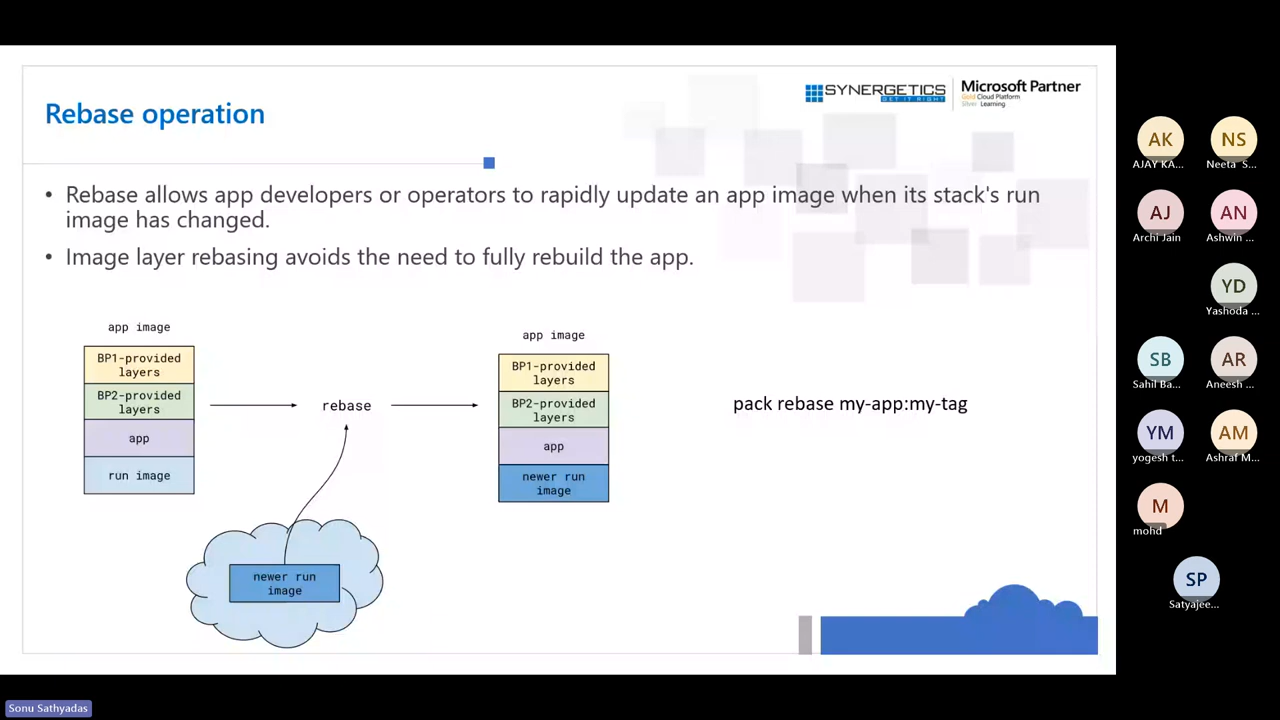 SYNERGETICS
GET IT RIGHT
Microsoft Partner
Gold Cloud Platform
Silver Learning
Rebase operation
• Rebase allows app developers or operators to rapidly update an app image when its stack's run
image has changed.
• Image layer rebasing avoids the need to fully rebuild the app.
app image
BP1-provided
layers
BP2-provided
layers
app
run image
rebase
newer run
image
app image
BP1-provided
layers
BP2-provided
layers
app
newer run
image
pack rebase my-app:my-tag
AK
AJAY KA...
NS
Neeta S...
AJ
Archi Jain
AN
Ashwin ...
YD
Yashoda ...
SB
Sahil Ba...
AR
Aneesh ...
YM
yogesh t...
AM
Ashraf M...
M
mohd
SP
Satyajee...
Sonu Sathyadas